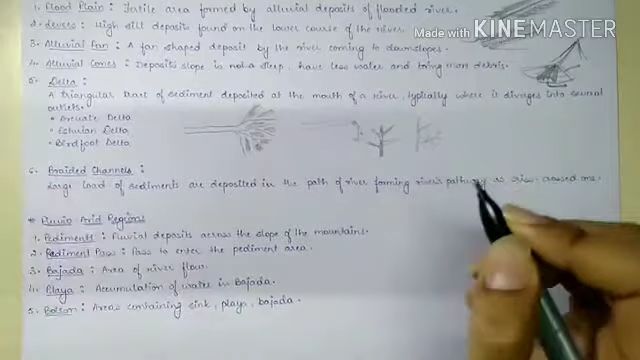 Made with KINEMASTER
1. Flood Plain : Fertile area formed by alluvial deposits of flooded river.
2. Levees : High silt deposits found on the lower course of the river.
3. Alluvial Fan : A fan shaped deposit by the river coming to downslopes.
4. Alluvial Cones : Deposits slope is not a steep, have less water and bring more debris.
5. Delta :
A triangular tract of sediment deposited at the mouth of a river, typically where it diverges into several
outlets.
• Arcuate Delta
• Delta
• Birdfoot Delta
6. Braided Channels :
Large load of sediments are deposited in the path of river forming river's pathway as criss-crossed one.
* Fluvio Arid Regions
1. Pediments : Fluvial deposits across the slope of the mountains.
2. Pediment Pass : Pass to enter the pediment area.
3. Bajada : Area of river flow.
4. Playa : Accumulation of water in Bajada.
5. Bolson : Areas containing sink, playa, bajada.